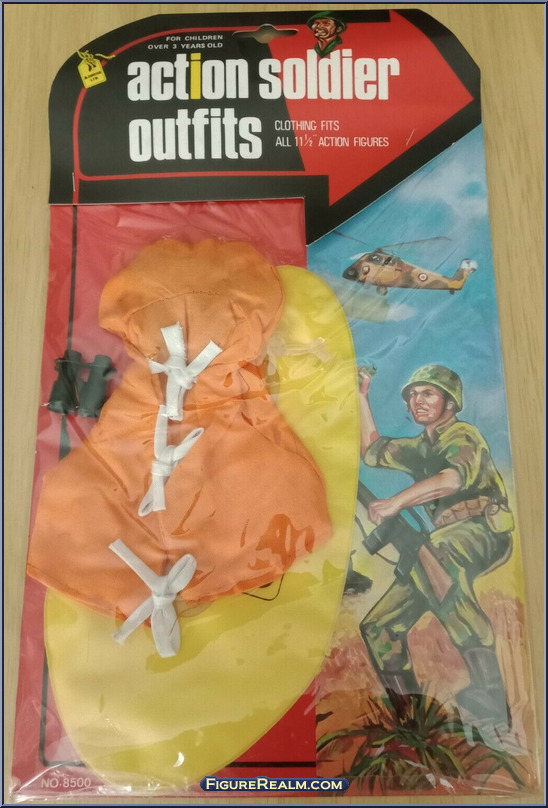 FOR CHILDREN
OVER 3 YEARS OLD
action soldier
outfits
CLOTHING FITS
ALL 11½" ACTION FIGURES
NO.8500
FIGUREREALM.COM